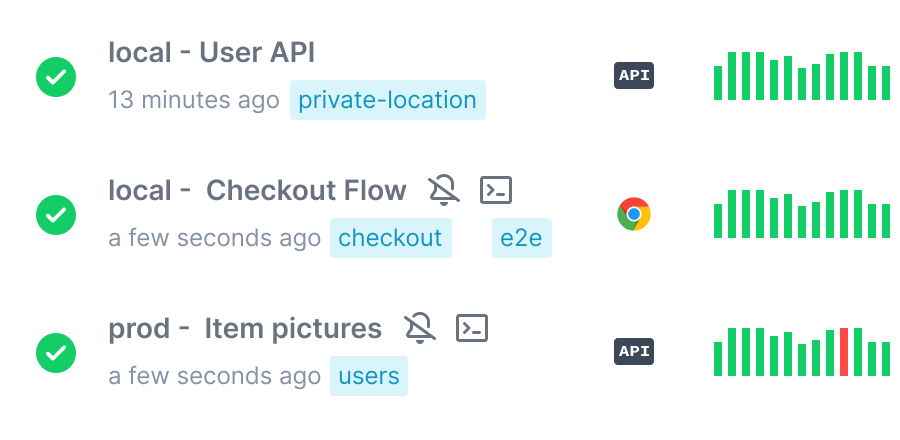 local - User API
API
13 minutes ago private-location
local - Checkout Flow
a few seconds ago checkout e2e
prod - Item pictures
API
a few seconds ago users